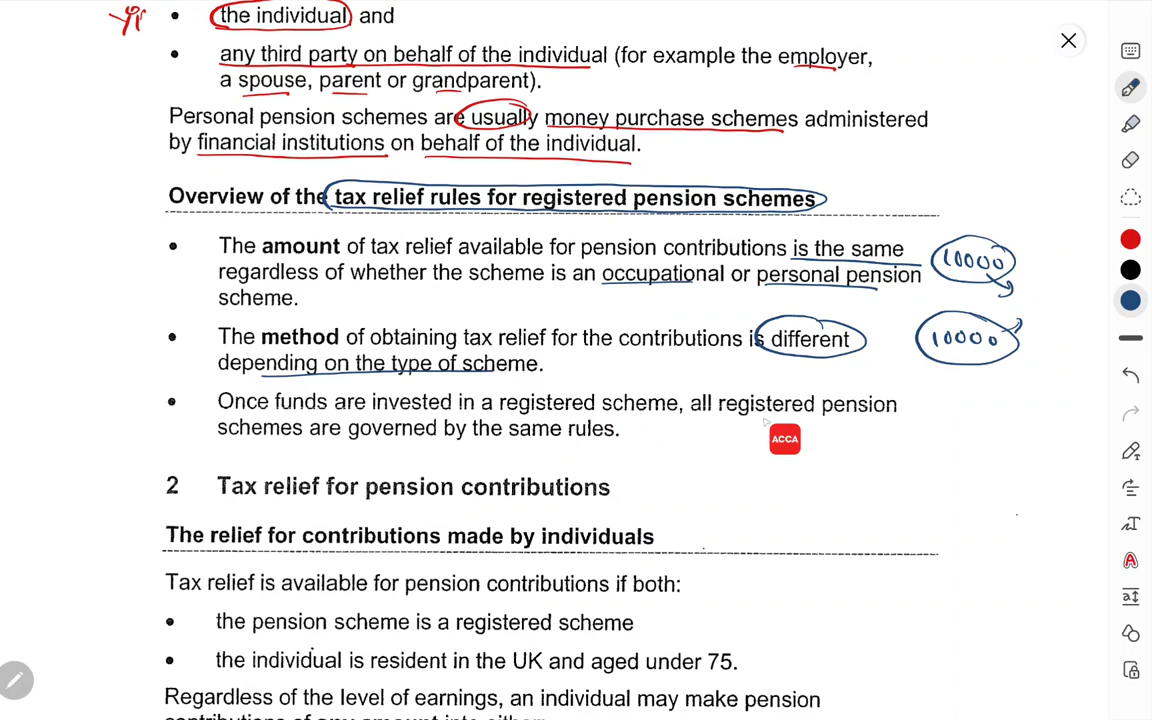 • the individual and
• any third party on behalf of the individual (for example the employer,
a spouse, parent or grandparent).
Personal pension schemes are usually money purchase schemes administered
by financial institutions on behalf of the individual.
Overview of the tax relief rules for registered pension schemes
• The amount of tax relief available for pension contributions is the same
regardless of whether the scheme is an occupational or personal pension
scheme.
10000
• The method of obtaining tax relief for the contributions is different
depending on the type of scheme.
10000
• Once funds are invested in a registered scheme, all registered pension
schemes are governed by the same rules.
ACCA
2 Tax relief for pension contributions
The relief for contributions made by individuals
Tax relief is available for pension contributions if both:
• the pension scheme is a registered scheme
• the individual is resident in the UK and aged under 75.
Regardless of the level of earnings, an individual may make pension